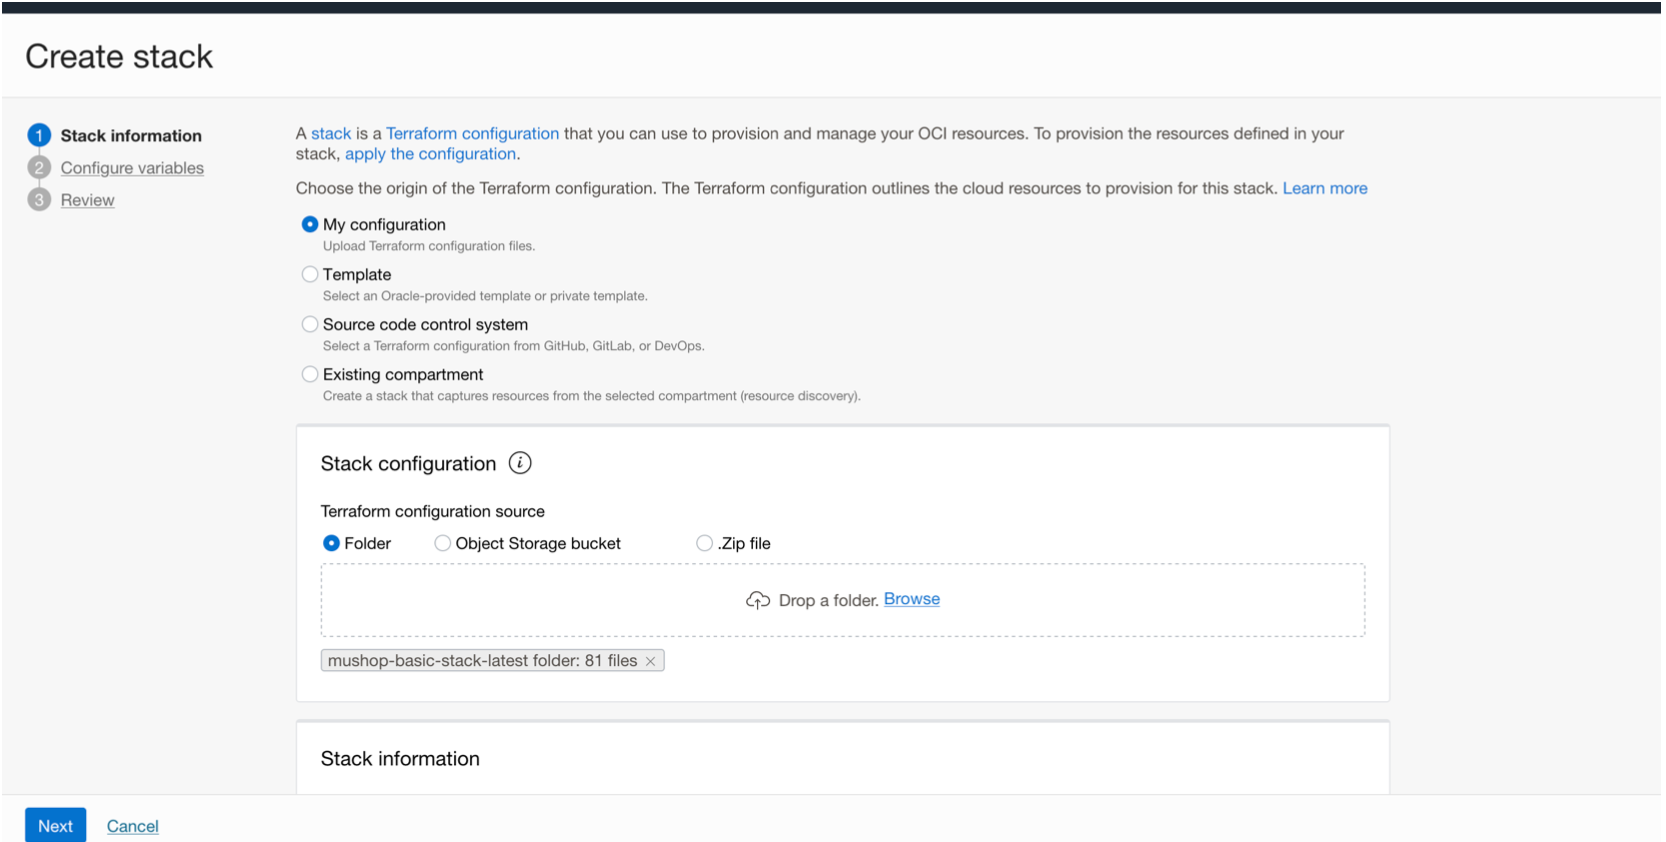 Create stack
1 Stack information
2 Configure variables
3 Review
A stack is a Terraform configuration that you can use to provision and manage your OCI resources. To provision the resources defined in your
stack, apply the configuration.
Choose the origin of the Terraform configuration. The Terraform configuration outlines the cloud resources to provision for this stack. Learn more
My configuration
Upload Terraform configuration files.
Template
Select an Oracle-provided template or private template.
Source code control system
Select a Terraform configuration from GitHub, GitLab, or DevOps.
Existing compartment
Create a stack that captures resources from the selected compartment (resource discovery).
Stack configuration i
Terraform configuration source
Folder Object Storage bucket .Zip file
Drop a folder. Browse
mushop-basic-stack-latest folder: 81 files ×
Stack information
Next Cancel